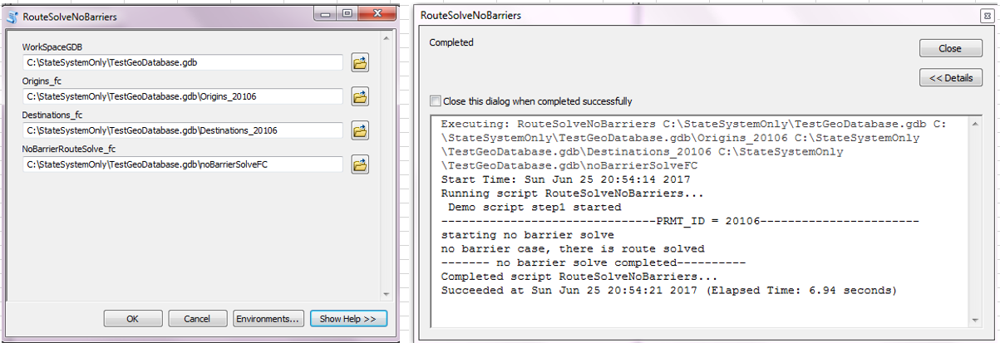 RouteSolveNoBarriers
WorkSpaceGDB
C:\StateSystemOnly\TestGeoDatabase.gdb
Origins_fc
C:\StateSystemOnly\TestGeoDatabase.gdb\Origins_20106
Destinations_fc
C:\StateSystemOnly\TestGeoDatabase.gdb\Destinations_20106
NoBarrierRouteSolve_fc
C:\StateSystemOnly\TestGeoDatabase.gdb\noBarrierSolveFC
OK
Cancel
Environments...
Show Help >>
RouteSolveNoBarriers
Completed
Close
<< Details
Close this dialog when completed successfully
Executing: RouteSolveNoBarriers C:\StateSystemOnly\TestGeoDatabase.gdb C:
\StateSystemOnly\TestGeoDatabase.gdb\Origins_20106 C:\StateSystemOnly
\TestGeoDatabase.gdb\Destinations_20106 C:\StateSystemOnly
\TestGeoDatabase.gdb\noBarrierSolveFC
Start Time: Sun Jun 25 20:54:14 2017
Running script RouteSolveNoBarriers...
Demo script step1 started
-------------------------------PRMT_ID = 20106-----------------------
starting no barrier solve
no barrier case, there is route solved
------- no barrier solve completed----------
Completed script RouteSolveNoBarriers...
Succeeded at Sun Jun 25 20:54:21 2017 (Elapsed Time: 6.94 seconds)